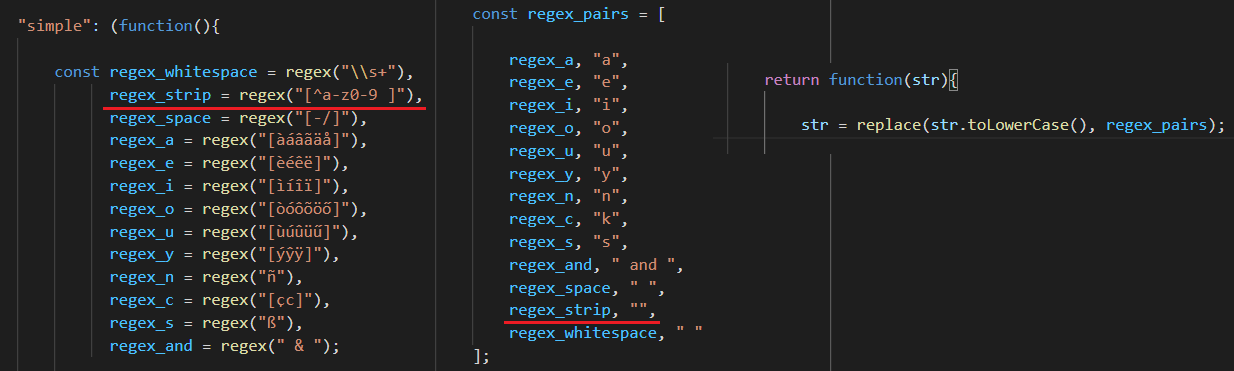 "simple": (function(){
const regex_whitespace = regex("\\s+"),
regex_strip = regex("[^a-z0-9 ]"),
regex_space = regex("[-/]"),
regex_a = regex("[àáâãäå]"),
regex_e = regex("[èéêë]"),
regex_i = regex("[ìíîï]"),
regex_o = regex("[òóôõöő]"),
regex_u = regex("[ùúûüű]"),
regex_y = regex("[ýŷÿ]"),
regex_n = regex("ñ"),
regex_c = regex("[çc]"),
regex_s = regex("ß"),
regex_and = regex(" & ");
const regex_pairs = [
regex_a, "a",
regex_e, "e",
regex_i, "i",
regex_o, "o",
regex_u, "u",
regex_y, "y",
regex_n, "n",
regex_c, "k",
regex_s, "s",
regex_and, " and ",
regex_space, " ",
regex_strip, "",
regex_whitespace, " "
];
return function(str){
str = replace(str.toLowerCase(), regex_pairs);